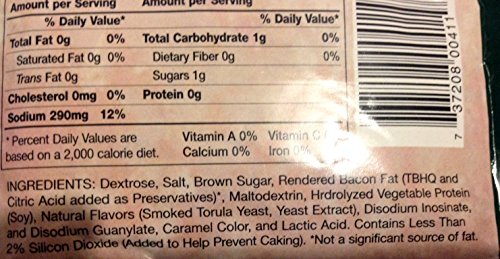 Amount per Serving Amount per Serving
% Daily Value* % Daily Value*
Total Fat 0g 0% Total Carbohydrate 1g 0%
Saturated Fat 0g 0% Dietary Fiber 0g 0%
Trans Fat 0g Sugars 1g
Cholesterol 0mg 0% Protein 0g
Sodium 290mg 12%
*Percent Daily Values are Vitamin A 0% Vitamin C
based on a 2,000 calorie diet. Calcium 0% Iron 0%
7 37208 00411
INGREDIENTS: Dextrose, Salt, Brown Sugar, Rendered Bacon Fat (TBHQ and
Citric Acid added as Preservatives)*, Maltodextrin, Hrdrolyzed Vegetable Protein
(Soy), Natural Flavors (Smoked Torula Yeast, Yeast Extract), Disodium Inosinate,
and Disodium Guanylate, Caramel Color, and Lactic Acid. Contains Less Than
2% Silicon Dioxide (Added to Help Prevent Caking). *Not a significant source of fat.